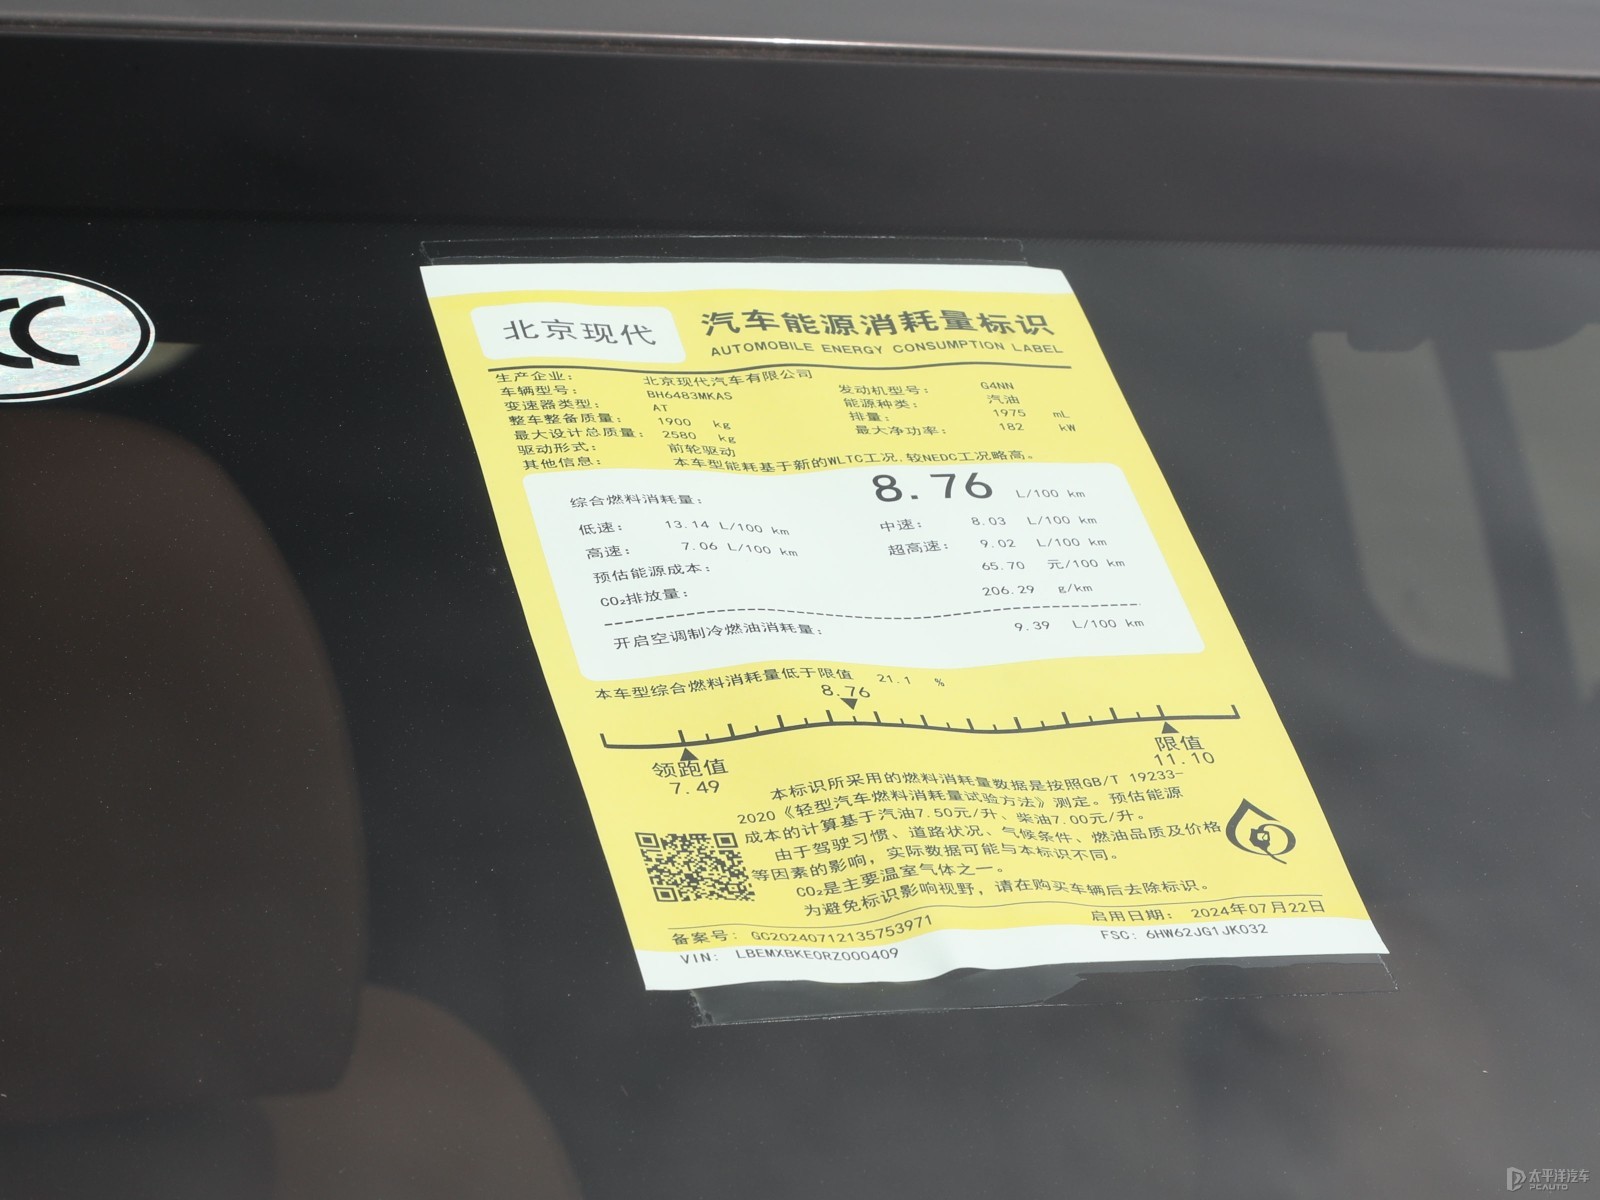 CC
北京现代
汽车能源消耗量标识
AUTOMOBILE ENERGY CONSUMPTION LABEL
生产企业: 北京现代汽车有限公司
车辆型号: BH6483MKAS 发动机型号: G4NN
变速器类型: AT 能源种类: 汽油
整车整备质量: 1900 kg 排量: 1975 mL
最大设计总质量: 2580 kg 最大净功率: 182 kW
驱动形式: 前轮驱动
其他信息: 本车型能耗基于新的WLTC工况,较NEDC工况略高。
综合燃料消耗量: 8.76 L/100 km
低速: 13.14 L/100 km 中速: 8.03 L/100 km
高速: 7.06 L/100 km 超高速: 9.02 L/100 km
预估能源成本: 65.70 元/100 km
CO₂排放量: 206.29 g/km
开启空调制冷燃油消耗量: 9.39 L/100 km
本车型综合燃料消耗量低于限值 21.1 %
8.76
领跑值 限值
7.49 11.10
本标识所采用的燃料消耗量数据是按照GB/T 19233-
2020《轻型汽车燃料消耗量试验方法》测定。预估能源
成本的计算基于汽油7.50元/升、柴油7.00元/升。
由于驾驶习惯、道路状况、气候条件、燃油品质及价格
等因素的影响，实际数据可能与本标识不同。
CO₂是主要温室气体之一。
为避免标识影响视野，请在购买车辆后去除标识。
备案号: GC20240712135753971 启用日期: 2024年07月22日
VIN: LBEMXBKE0RZ000409 FSC: 6HW62JG1JK032
太平洋汽车
PCAUTO